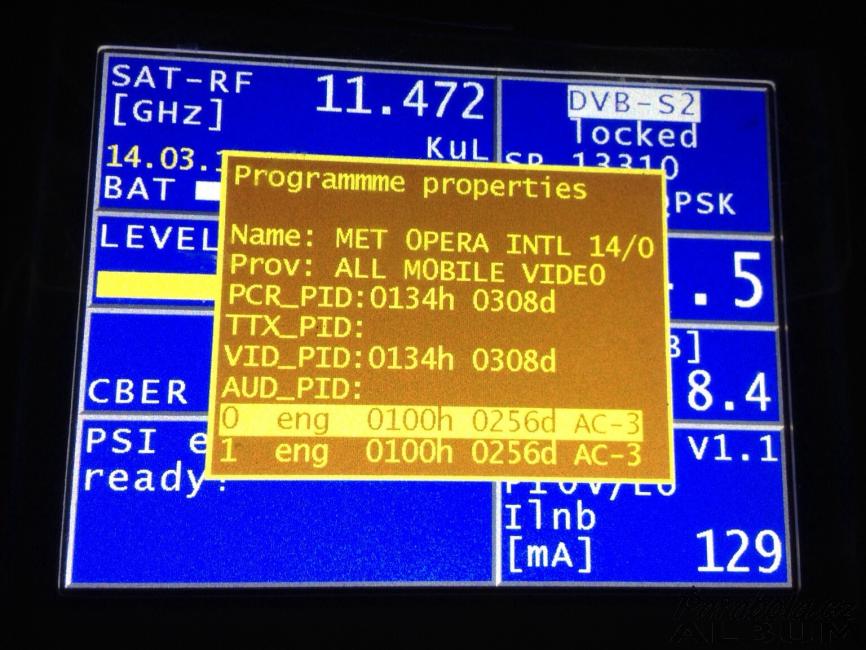 SAT-RF
[GHz]
11.472
KuL
14.03.
BAT
DVB-S2
locked
SR 13310
QPSK
LEVEL
.5
Programmme properties
Name: MET OPERA INTL 14/0
Prov: ALL MOBILE VIDEO
PCR_PID:0134h 0308d
TTX_PID:
VID_PID:0134h 0308d
AUD_PID:
0 eng 0100h 0256d AC-3
1 eng 0100h 0256d AC-3
CBER
B]
8.4
PSI
ready.
V1.1
Ilnb
[mA]
129
ALBUM